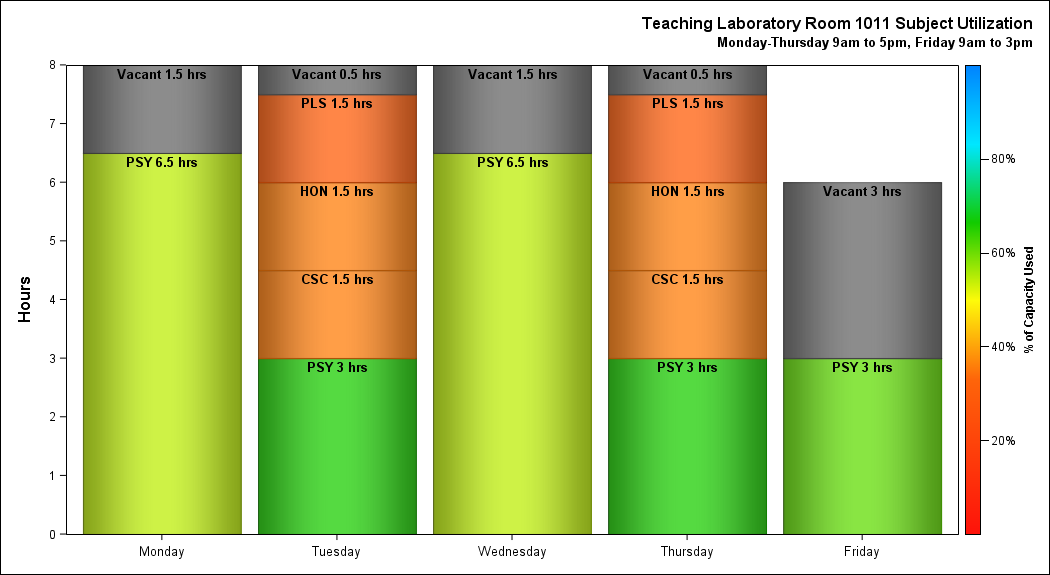 Teaching Laboratory Room 1011 Subject Utilization
Monday-Thursday 9am to 5pm, Friday 9am to 3pm
Hours
8
7
6
5
4
3
2
1
0
Vacant 1.5 hrs
PSY 6.5 hrs
Vacant 0.5 hrs
PLS 1.5 hrs
HON 1.5 hrs
CSC 1.5 hrs
PSY 3 hrs
Vacant 1.5 hrs
PSY 6.5 hrs
Vacant 0.5 hrs
PLS 1.5 hrs
HON 1.5 hrs
CSC 1.5 hrs
PSY 3 hrs
Vacant 3 hrs
PSY 3 hrs
Monday
Tuesday
Wednesday
Thursday
Friday
80%
60%
40%
20%
% of Capacity Used